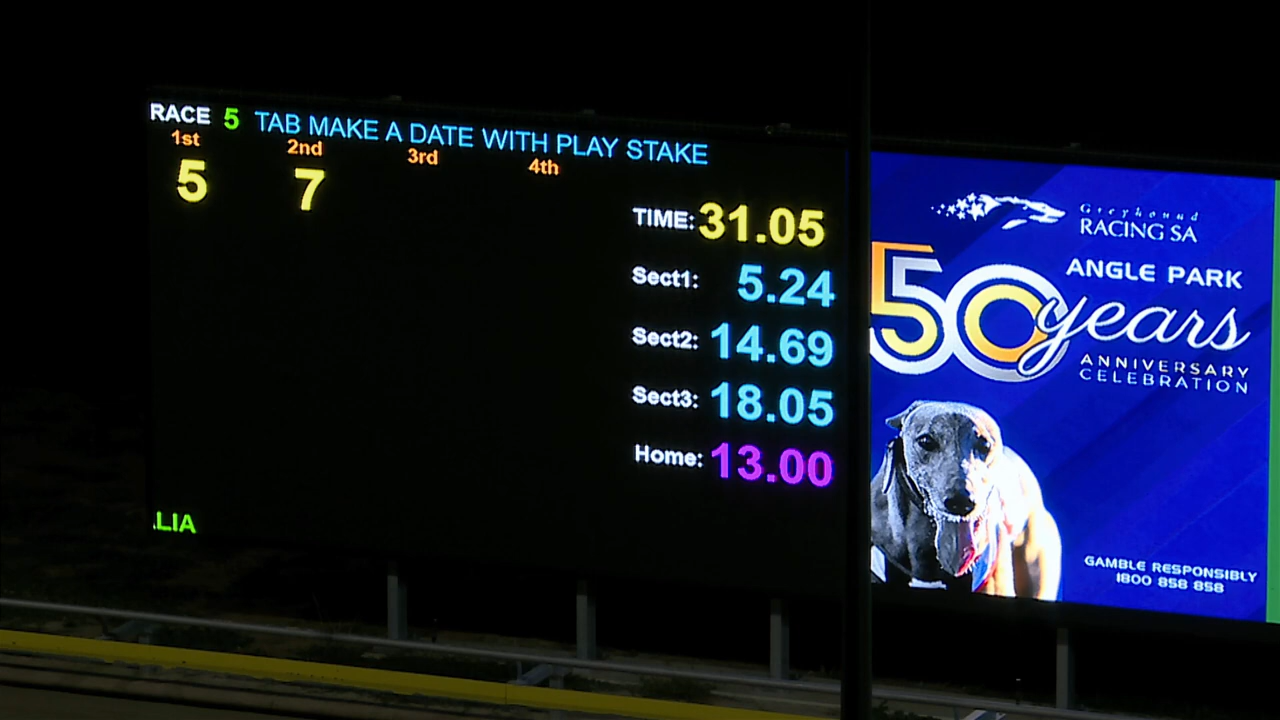 RACE 5 TAB MAKE A DATE WITH PLAY STAKE
1st 2nd 3rd 4th
5 7
TIME: 31.05
Sect1: 5.24
Sect2: 14.69
Sect3: 18.05
Home: 13.00
LIA
Greyhound
RACING SA
ANGLE PARK
50 years
ANNIVERSARY
CELEBRATION
GAMBLE RESPONSIBLY
1800 858 858